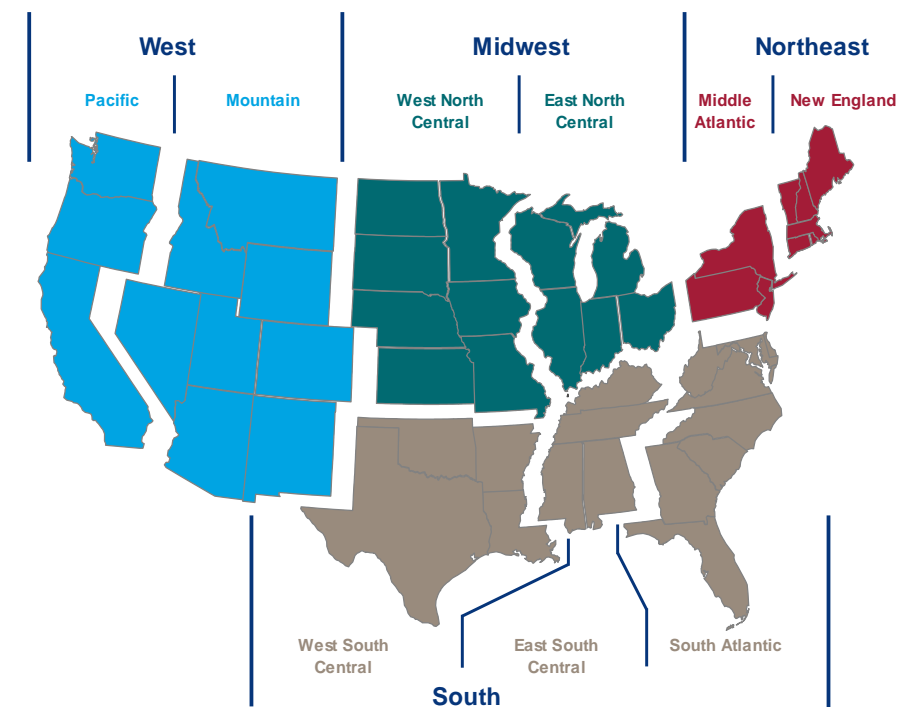 West
Midwest
Northeast
Pacific
Mountain
West North
Central
East North
Central
Middle
Atlantic
New England
West South
Central
East South
Central
South Atlantic
South